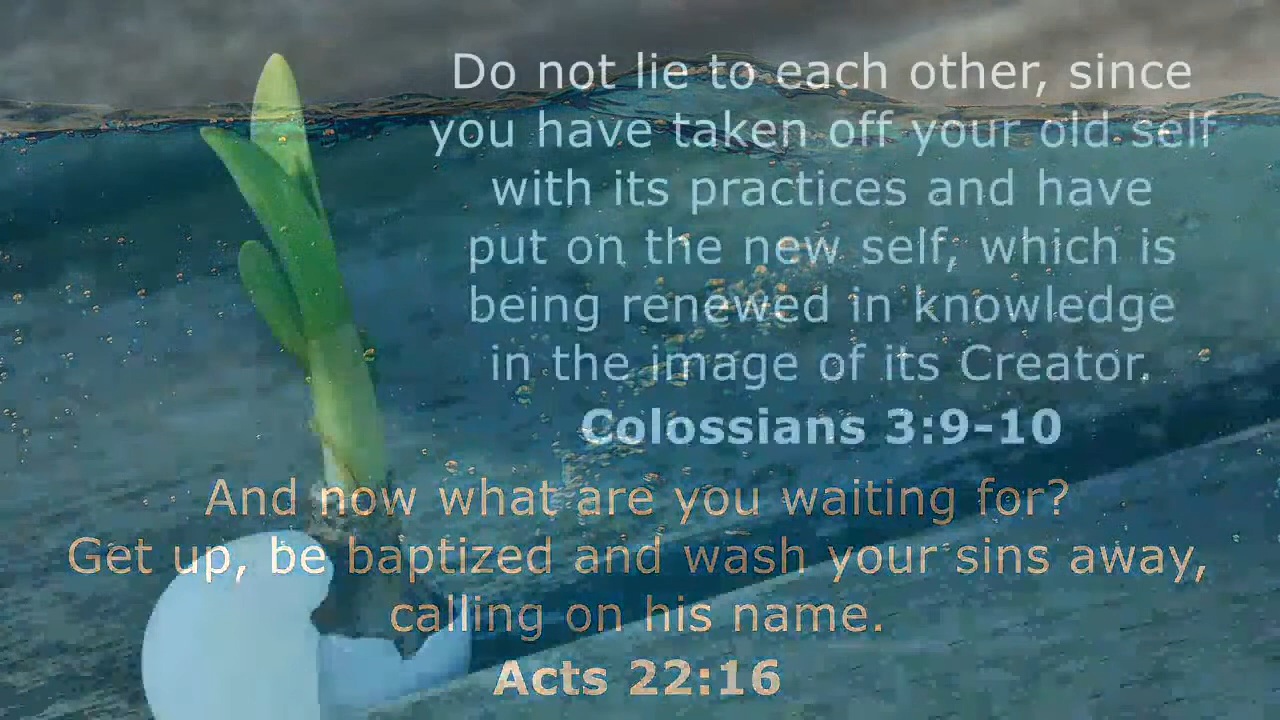 Do not lie to each other, since
you have taken off your old self
with its practices and have
put on the new self, which is
being renewed in knowledge
in the image of its Creator.
Colossians 3:9-10
And now what are you waiting for?
Get up, be baptized and wash your sins away,
calling on his name.
Acts 22:16